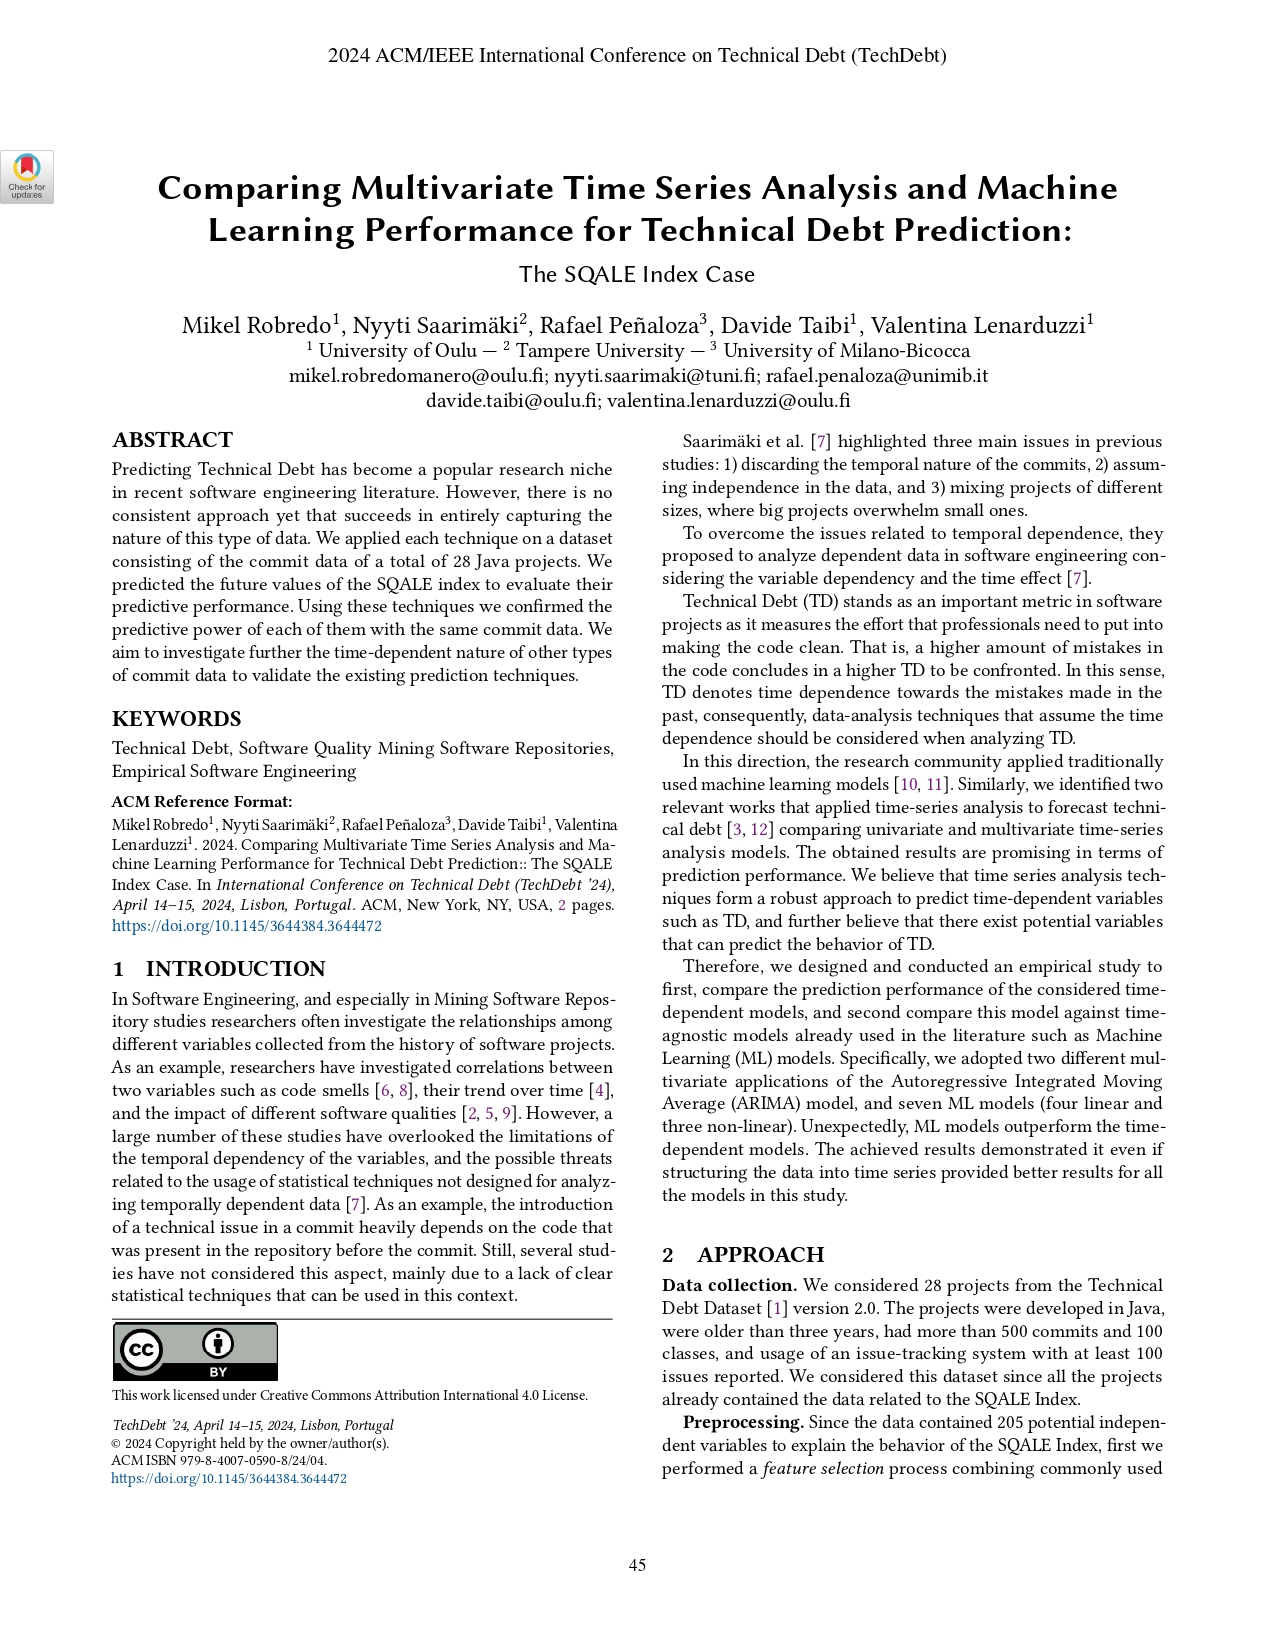 2024 ACM/IEEE International Conference on Technical Debt (TechDebt)
Check for
updates
Comparing Multivariate Time Series Analysis and Machine
Learning Performance for Technical Debt Prediction:
The SQALE Index Case
Mikel Robredo1, Nyyti Saarimäki2, Rafael Peñaloza3, Davide Taibi1, Valentina Lenarduzzi1
1 University of Oulu — 2 Tampere University — 3 University of Milano-Bicocca
mikel.robredomanero@oulu.fi; nyyti.saarimaki@tuni.fi; rafael.penaloza@unimib.it
davide.taibi@oulu.fi; valentina.lenarduzzi@oulu.fi
ABSTRACT
Predicting Technical Debt has become a popular research niche
in recent software engineering literature. However, there is no
consistent approach yet that succeeds in entirely capturing the
nature of this type of data. We applied each technique on a dataset
consisting of the commit data of a total of 28 Java projects. We
predicted the future values of the SQALE index to evaluate their
predictive performance. Using these techniques we confirmed the
predictive power of each of them with the same commit data. We
aim to investigate further the time-dependent nature of other types
of commit data to validate the existing prediction techniques.
KEYWORDS
Technical Debt, Software Quality Mining Software Repositories,
Empirical Software Engineering
ACM Reference Format:
Mikel Robredo1, Nyyti Saarimäki2, Rafael Peñaloza3, Davide Taibi1, Valentina
Lenarduzzi1. 2024. Comparing Multivariate Time Series Analysis and Ma-
chine Learning Performance for Technical Debt Prediction:: The SQALE
Index Case. In International Conference on Technical Debt (TechDebt ’24),
April 14–15, 2024, Lisbon, Portugal. ACM, New York, NY, USA, 2 pages.
https://doi.org/10.1145/3644384.3644472
1 INTRODUCTION
In Software Engineering, and especially in Mining Software Repos-
itory studies researchers often investigate the relationships among
different variables collected from the history of software projects.
As an example, researchers have investigated correlations between
two variables such as code smells [6, 8], their trend over time [4],
and the impact of different software qualities [2, 5, 9]. However, a
large number of these studies have overlooked the limitations of
the temporal dependency of the variables, and the possible threats
related to the usage of statistical techniques not designed for analyz-
ing temporally dependent data [7]. As an example, the introduction
of a technical issue in a commit heavily depends on the code that
was present in the repository before the commit. Still, several stud-
ies have not considered this aspect, mainly due to a lack of clear
statistical techniques that can be used in this context.
cc
BY
This work licensed under Creative Commons Attribution International 4.0 License.
TechDebt ’24, April 14–15, 2024, Lisbon, Portugal
© 2024 Copyright held by the owner/author(s).
ACM ISBN 979-8-4007-0590-8/24/04.
https://doi.org/10.1145/3644384.3644472
Saarimäki et al. [7] highlighted three main issues in previous
studies: 1) discarding the temporal nature of the commits, 2) assum-
ing independence in the data, and 3) mixing projects of different
sizes, where big projects overwhelm small ones.
To overcome the issues related to temporal dependence, they
proposed to analyze dependent data in software engineering con-
sidering the variable dependency and the time effect [7].
Technical Debt (TD) stands as an important metric in software
projects as it measures the effort that professionals need to put into
making the code clean. That is, a higher amount of mistakes in
the code concludes in a higher TD to be confronted. In this sense,
TD denotes time dependence towards the mistakes made in the
past, consequently, data-analysis techniques that assume the time
dependence should be considered when analyzing TD.
In this direction, the research community applied traditionally
used machine learning models [10, 11]. Similarly, we identified two
relevant works that applied time-series analysis to forecast techni-
cal debt [3, 12] comparing univariate and multivariate time-series
analysis models. The obtained results are promising in terms of
prediction performance. We believe that time series analysis tech-
niques form a robust approach to predict time-dependent variables
such as TD, and further believe that there exist potential variables
that can predict the behavior of TD.
Therefore, we designed and conducted an empirical study to
first, compare the prediction performance of the considered time-
dependent models, and second compare this model against time-
agnostic models already used in the literature such as Machine
Learning (ML) models. Specifically, we adopted two different mul-
tivariate applications of the Autoregressive Integrated Moving
Average (ARIMA) model, and seven ML models (four linear and
three non-linear). Unexpectedly, ML models outperform the time-
dependent models. The achieved results demonstrated it even if
structuring the data into time series provided better results for all
the models in this study.
2 APPROACH
Data collection. We considered 28 projects from the Technical
Debt Dataset [1] version 2.0. The projects were developed in Java,
were older than three years, had more than 500 commits and 100
classes, and usage of an issue-tracking system with at least 100
issues reported. We considered this dataset since all the projects
already contained the data related to the SQALE Index.
Preprocessing. Since the data contained 205 potential indepen-
dent variables to explain the behavior of the SQALE Index, first we
performed a feature selection process combining commonly used
45